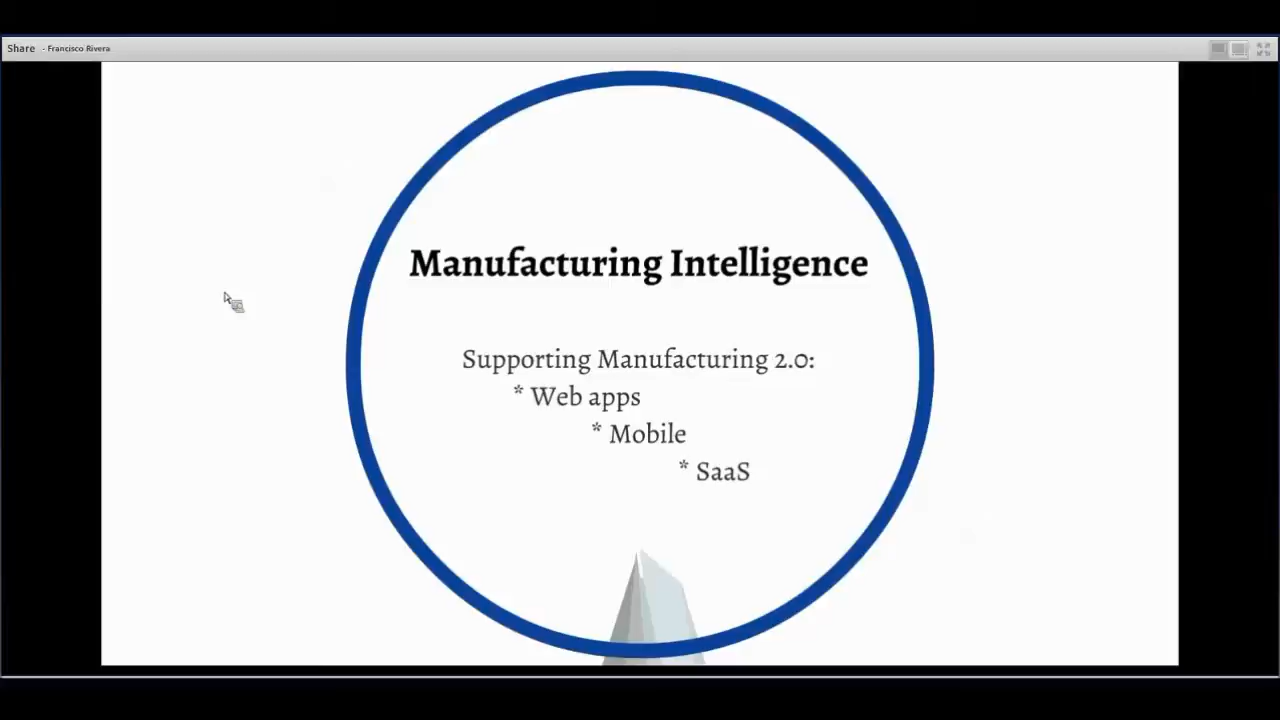 Share - Francisco Rivera
Manufacturing Intelligence
Supporting Manufacturing 2.0:
* Web apps
* Mobile
* SaaS